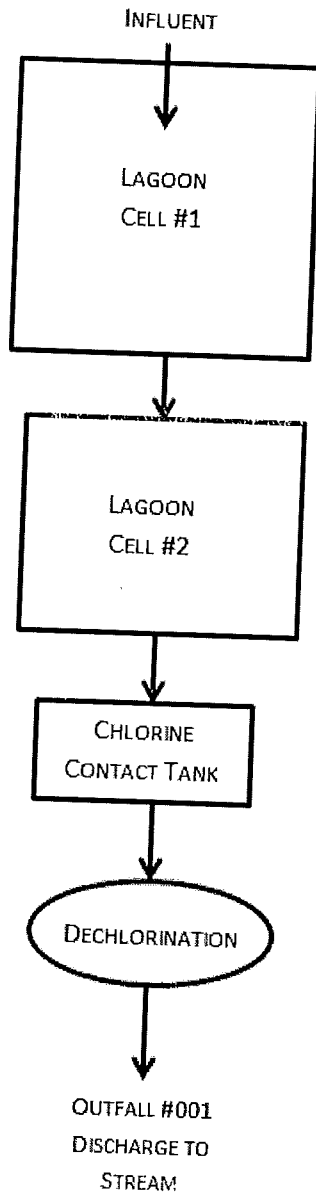 INFLUENT
LAGOON
CELL #1
LAGOON
CELL #2
CHLORINE
CONTACT TANK
DECHLORINATION
OUTFALL #001
DISCHARGE TO
STREAM